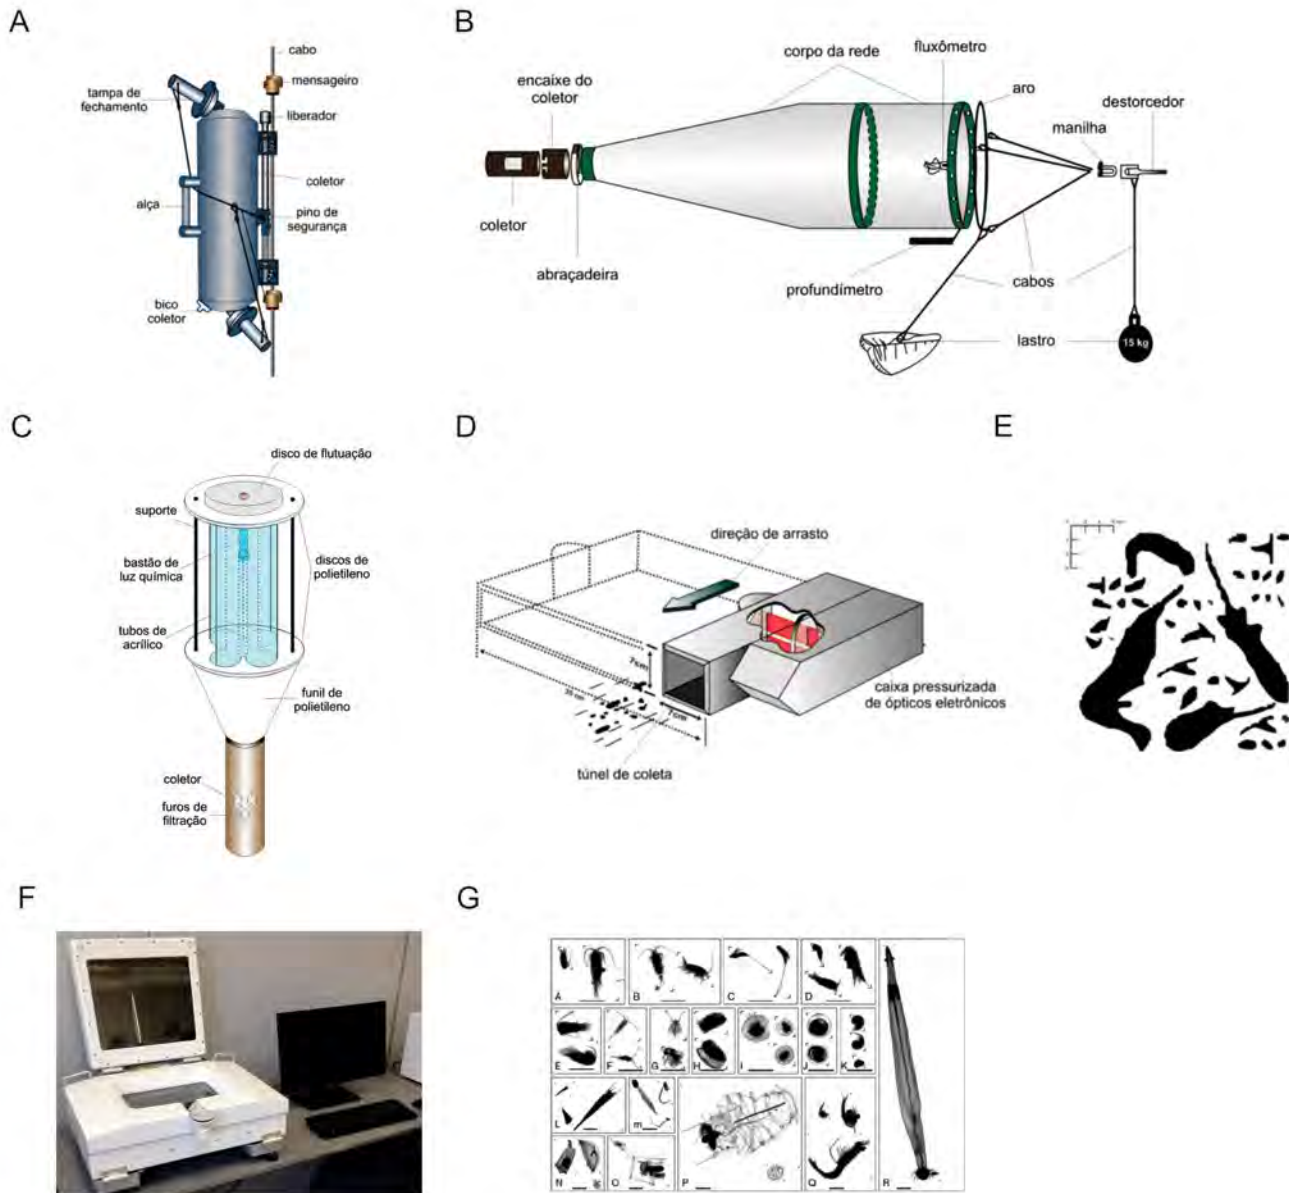 A
cabo
mensageiro
tampa de
fechamento
liberador
coletor
alça
pino de
segurança
bico
coletor
B
corpo da rede
fluxômetro
encaixe do
coletor
aro
destorcedor
manilha
coletor
abraçadeira
profundímetro
cabos
lastro
15 kg
C
disco de flutuação
suporte
bastão de
luz química
discos de
polietileno
tubos de
acrílico
funil de
polietileno
coletor
furos de
filtração
D
direção de arrasto
7cm
7cm
caixa pressurizada
de ópticos eletrônicos
túnel de coleta
E
F
G
A
B
C
D
E
F
G
H
I
J
K
L
m
N
O
P
Q
R